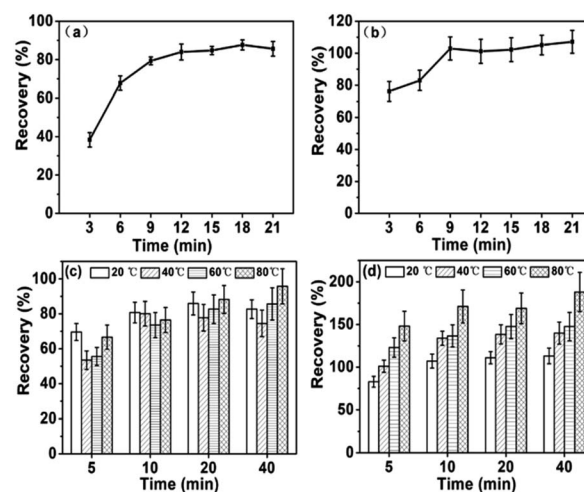 (a)
Recovery (%)
100
80
60
40
20
0
3 6 9 12 15 18 21
Time (min)
(b)
Recovery (%)
120
100
80
60
40
20
0
3 6 9 12 15 18 21
Time (min)
(c) 20 ℃ 40℃ 60 ℃ 80 ℃
Recovery (%)
100
80
60
40
20
0
5 10 20 40
Time (min)
(d) 20 ℃ 40℃ 60 ℃ 80 ℃
Recovery (%)
200
150
100
50
0
5 10 20 40
Time (min)